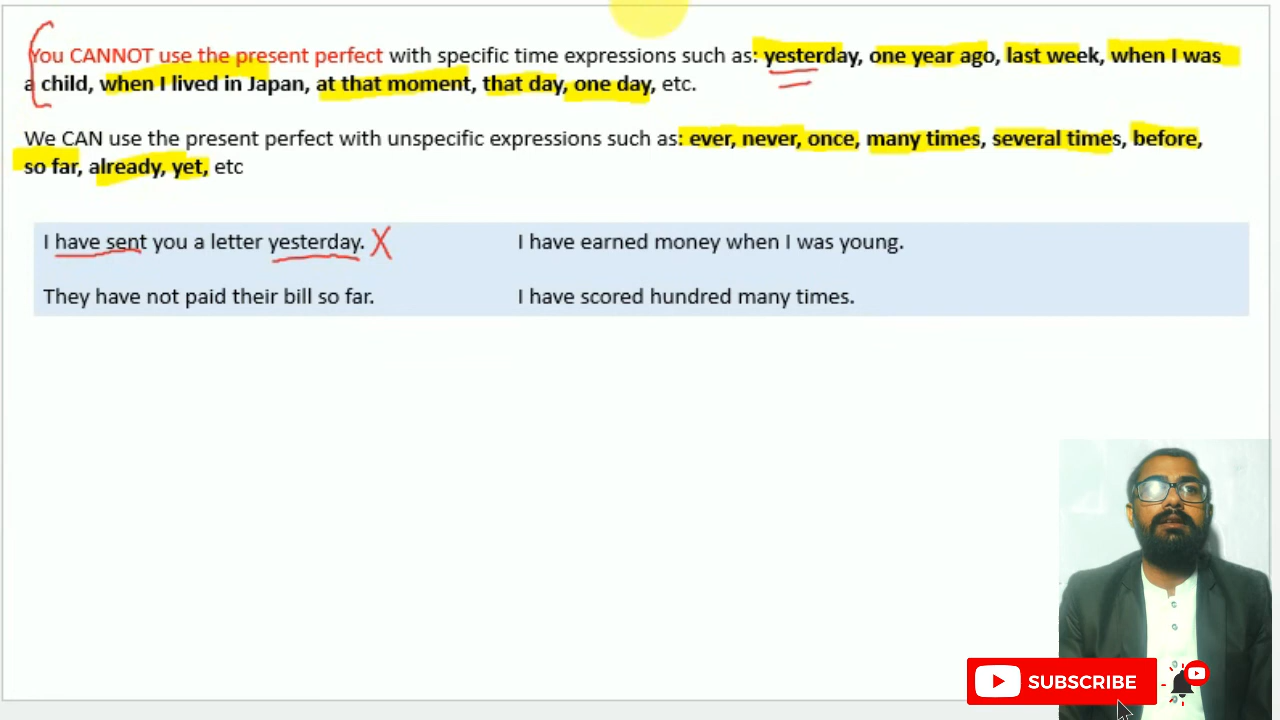 You CANNOT use the present perfect with specific time expressions such as: yesterday, one year ago, last week, when I was
a child, when I lived in Japan, at that moment, that day, one day, etc.
We CAN use the present perfect with unspecific expressions such as: ever, never, once, many times, several times, before,
so far, already, yet, etc
I have sent you a letter yesterday. X
I have earned money when I was young.
They have not paid their bill so far.
I have scored hundred many times.
SUBSCRIBE